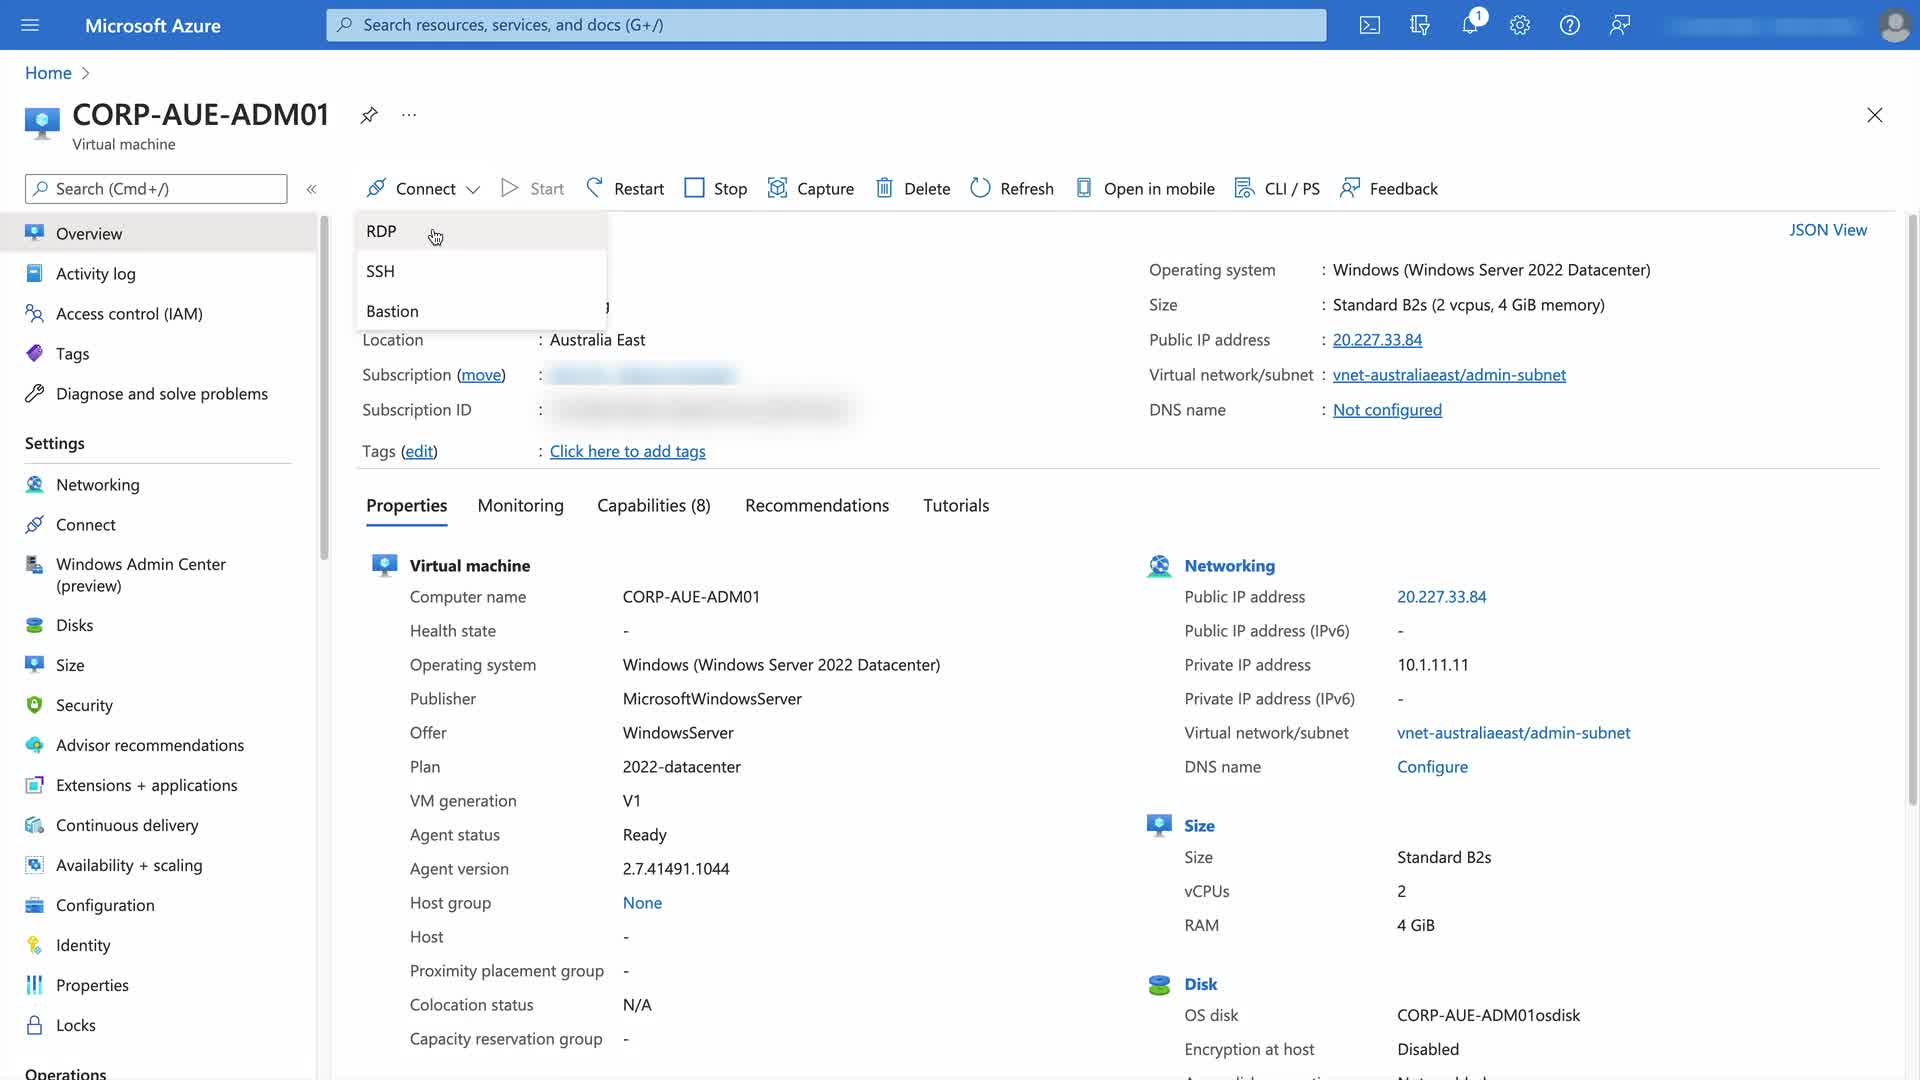 Microsoft Azure
Search resources, services, and docs (G+/)
1
Home
CORP-AUE-ADM01
...
Virtual machine
Search (Cmd+/)
«
Connect
Start
Restart
Stop
Capture
Delete
Refresh
Open in mobile
CLI / PS
Feedback
Overview
Activity log
Access control (IAM)
Tags
Diagnose and solve problems
Settings
Networking
Connect
Windows Admin Center
(preview)
Disks
Size
Security
Advisor recommendations
Extensions + applications
Continuous delivery
Availability + scaling
Configuration
Identity
Properties
Locks
Operations
RDP
SSH
Bastion
JSON View
Location : Australia East
Subscription (move) :
Subscription ID :
Tags (edit) : Click here to add tags
Operating system : Windows (Windows Server 2022 Datacenter)
Size : Standard B2s (2 vcpus, 4 GiB memory)
Public IP address : 20.227.33.84
Virtual network/subnet : vnet-australiaeast/admin-subnet
DNS name : Not configured
Properties
Monitoring
Capabilities (8)
Recommendations
Tutorials
Virtual machine
Computer name CORP-AUE-ADM01
Health state -
Operating system Windows (Windows Server 2022 Datacenter)
Publisher MicrosoftWindowsServer
Offer WindowsServer
Plan 2022-datacenter
VM generation V1
Agent status Ready
Agent version 2.7.41491.1044
Host group None
Host -
Proximity placement group -
Colocation status N/A
Capacity reservation group -
Networking
Public IP address 20.227.33.84
Public IP address (IPv6) -
Private IP address 10.1.11.11
Private IP address (IPv6) -
Virtual network/subnet vnet-australiaeast/admin-subnet
DNS name Configure
Size
Size Standard B2s
vCPUs 2
RAM 4 GiB
Disk
OS disk CORP-AUE-ADM01osdisk
Encryption at host Disabled